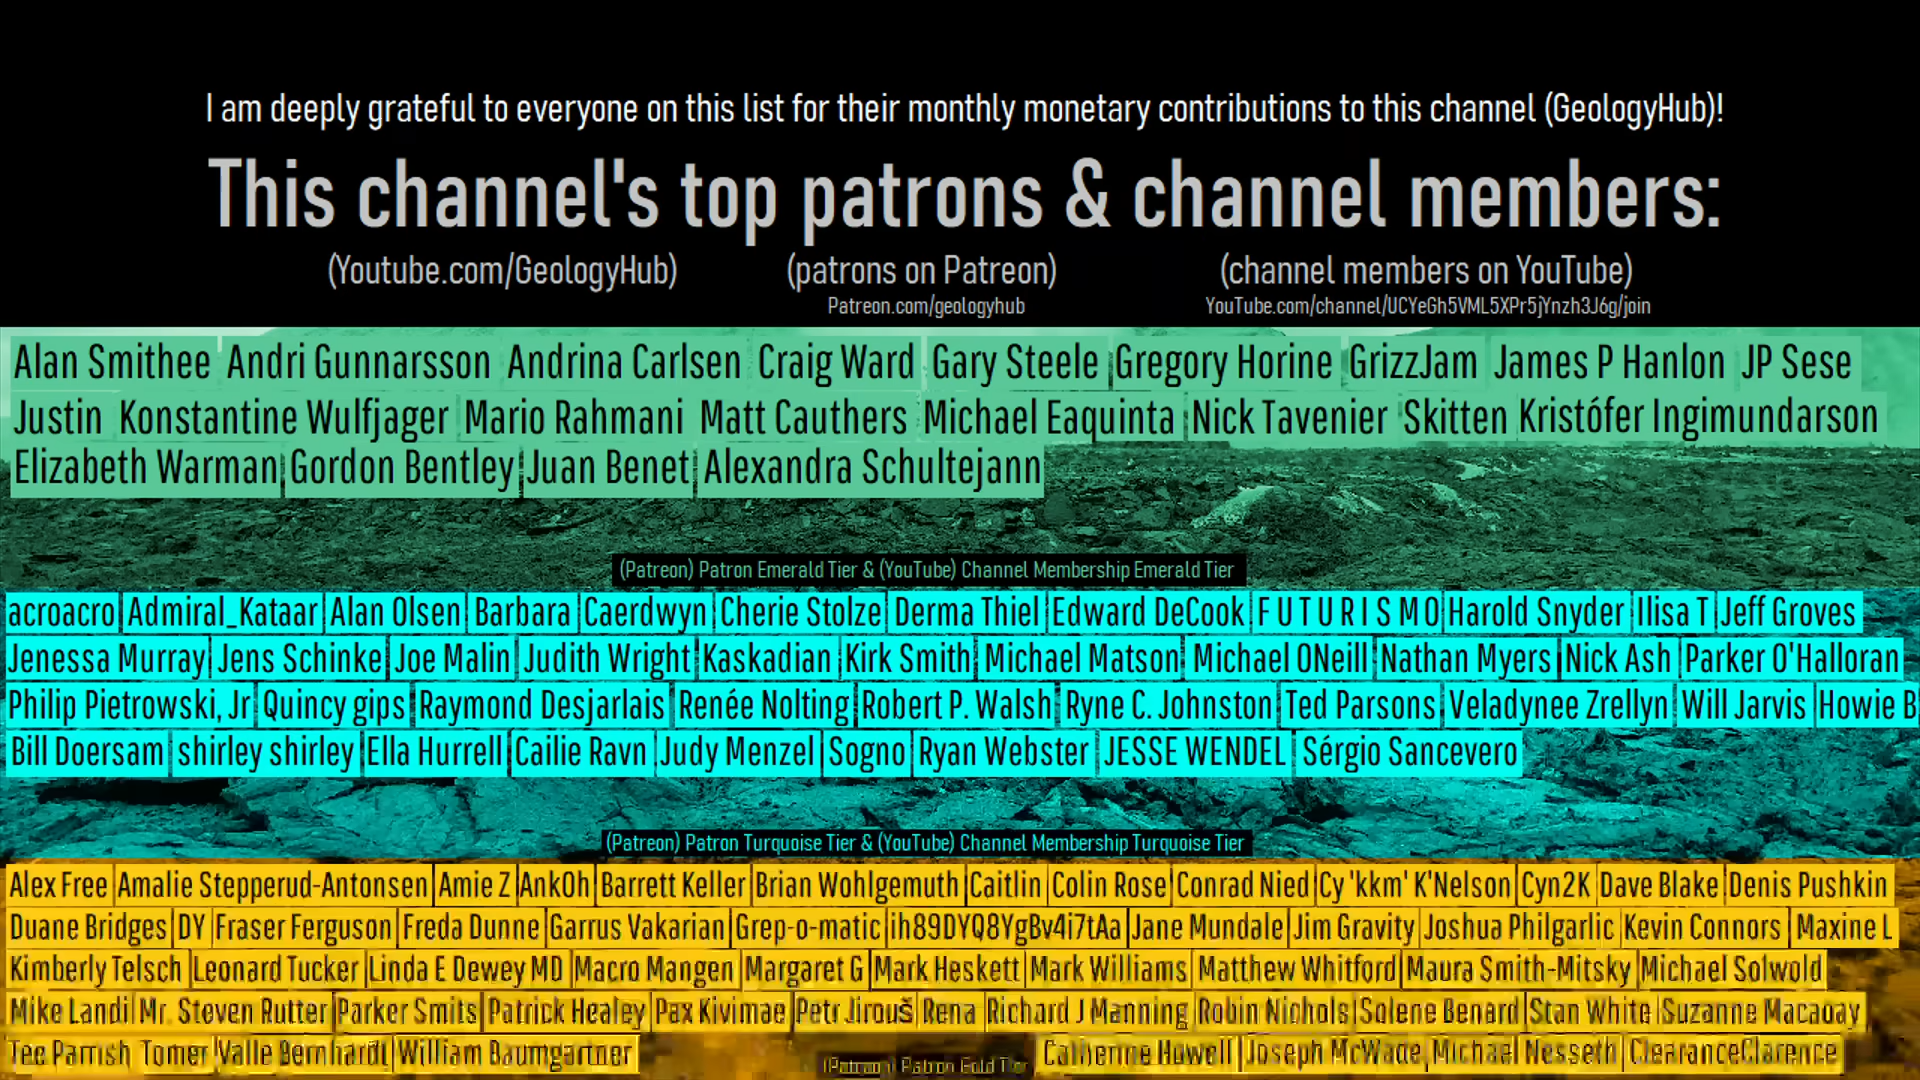 I am deeply grateful to everyone on this list for their monthly monetary contributions to this channel (GeologyHub)!
This channel's top patrons & channel members:
(Youtube.com/GeologyHub) (patrons on Patreon) (channel members on YouTube)
Patreon.com/geologyhub YouTube.com/channel/UCYeGh5VML5XPr5jYnzh3J6g/join
Alan Smithee Andri Gunnarsson Andrina Carlsen Craig Ward Gary Steele Gregory Horine GrizzJam James P Hanlon JP Sese
Justin Konstantine Wulfjager Mario Rahmani Matt Cauthers Michael Eaquinta Nick Tavenier Skitten Kristófer Ingimundarson
Elizabeth Warman Gordon Bentley Juan Benet Alexandra Schultejann
(Patreon) Patron Emerald Tier & (YouTube) Channel Membership Emerald Tier
acroacro Admiral_Kataar Alan Olsen Barbara Caerdwyn Cherie Stolze Derma Thiel Edward DeCook F U T U R I S M O Harold Snyder Ilisa T Jeff Groves
Jenessa Murray Jens Schinke Joe Malin Judith Wright Kaskadian Kirk Smith Michael Matson Michael ONeill Nathan Myers Nick Ash Parker O'Halloran
Philip Pietrowski, Jr Quincy gips Raymond Desjarlais Renée Nolting Robert P. Walsh Ryne C. Johnston Ted Parsons Veladynee Zrellyn Will Jarvis Howie B
Bill Doersam shirley shirley Ella Hurrell Cailie Ravn Judy Menzel Sogno Ryan Webster JESSE WENDEL Sérgio Sancevero
(Patreon) Patron Turquoise Tier & (YouTube) Channel Membership Turquoise Tier
Alex Free Amalie Stepperud-Antonsen Amie Z AnkOh Barrett Keller Brian Wohlgemuth Caitlin Colin Rose Conrad Nied Cy 'kkm' K'Nelson Cyn2K Dave Blake Denis Pushkin
Duane Bridges DY Fraser Ferguson Freda Dunne Garrus Vakarian Grep-o-matic ih89DYQ8YgBv4i7tAa Jane Mundale Jim Gravity Joshua Philgarlic Kevin Connors Maxine L
Kimberly Telsch Leonard Tucker Linda E Dewey MD Macro Mangen Margaret G Mark Heskett Mark Williams Matthew Whitford Maura Smith-Mitsky Michael Solwold
Mike Landi Mr. Steven Rutter Parker Smits Patrick Healey Pax Kivimae Petr Jirouš Rena Richard J Manning Robin Nichols Solene Benard Stan White Suzanne Macaoay
Tee Parrish Tomer Valle Bernhardt William Baumgartner (Patreon) Patron Gold Tier Catherine Howell Joseph McWade Michael Nesseth ClearanceClarence